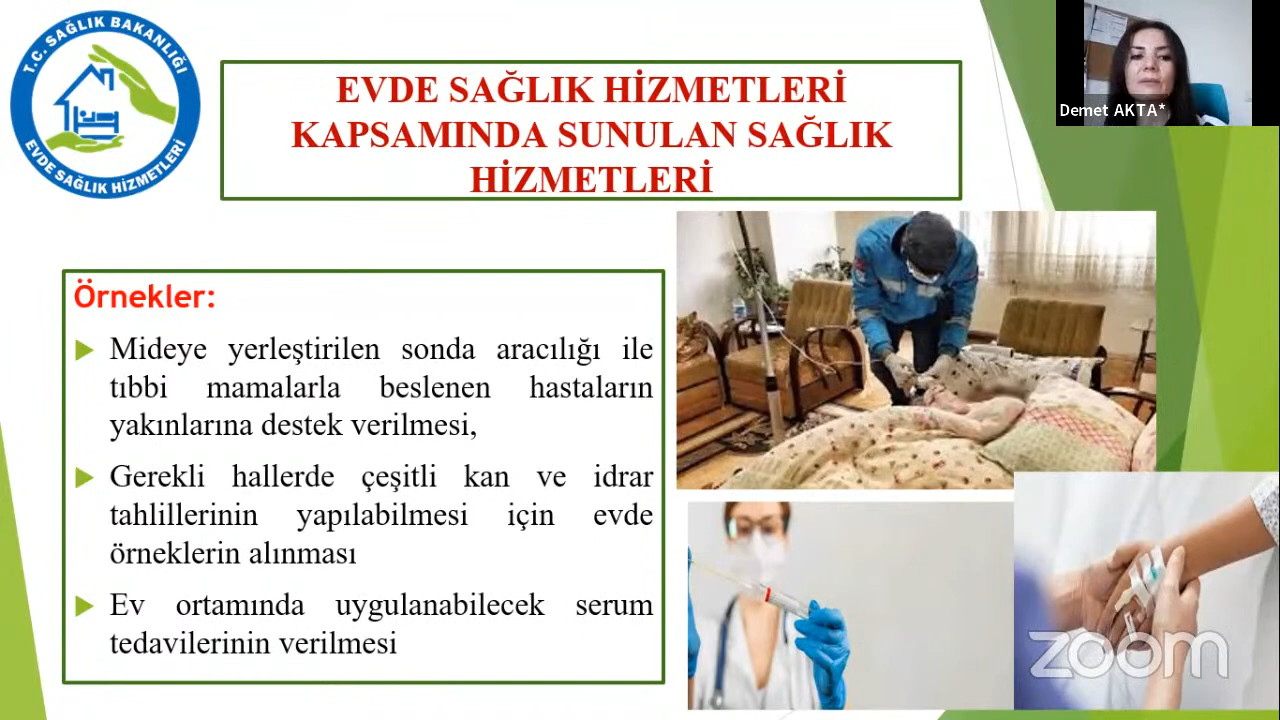 T.C. SAĞLIK BAKANLIĞI
EVDE SAĞLIK HİZMETLERİ
EVDE SAĞLIK HİZMETLERİ
KAPSAMINDA SUNULAN SAĞLIK
HİZMETLERİ
Demet AKTA*
Örnekler:
Mideye yerleştirilen sonda aracılığı ile
tıbbi mamalarla beslenen hastaların
yakınlarına destek verilmesi,
Gerekli hallerde çeşitli kan ve idrar
tahlillerinin yapılabilmesi için evde
örneklerin alınması
Ev ortamında uygulanabilecek serum
tedavilerinin verilmesi
zoom